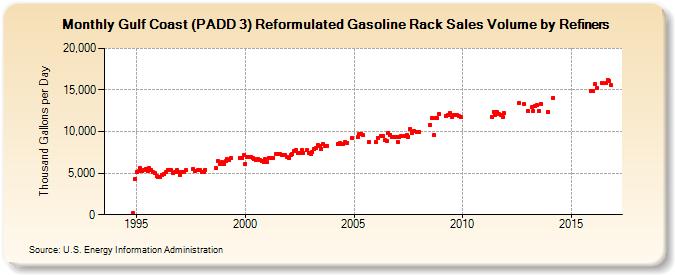 Monthly Gulf Coast (PADD 3) Reformulated Gasoline Rack Sales Volume by Refiners
Thousand Gallons per Day
20,000
15,000
10,000
5,000
0
1995 2000 2005 2010 2015
Source: U.S. Energy Information Administration